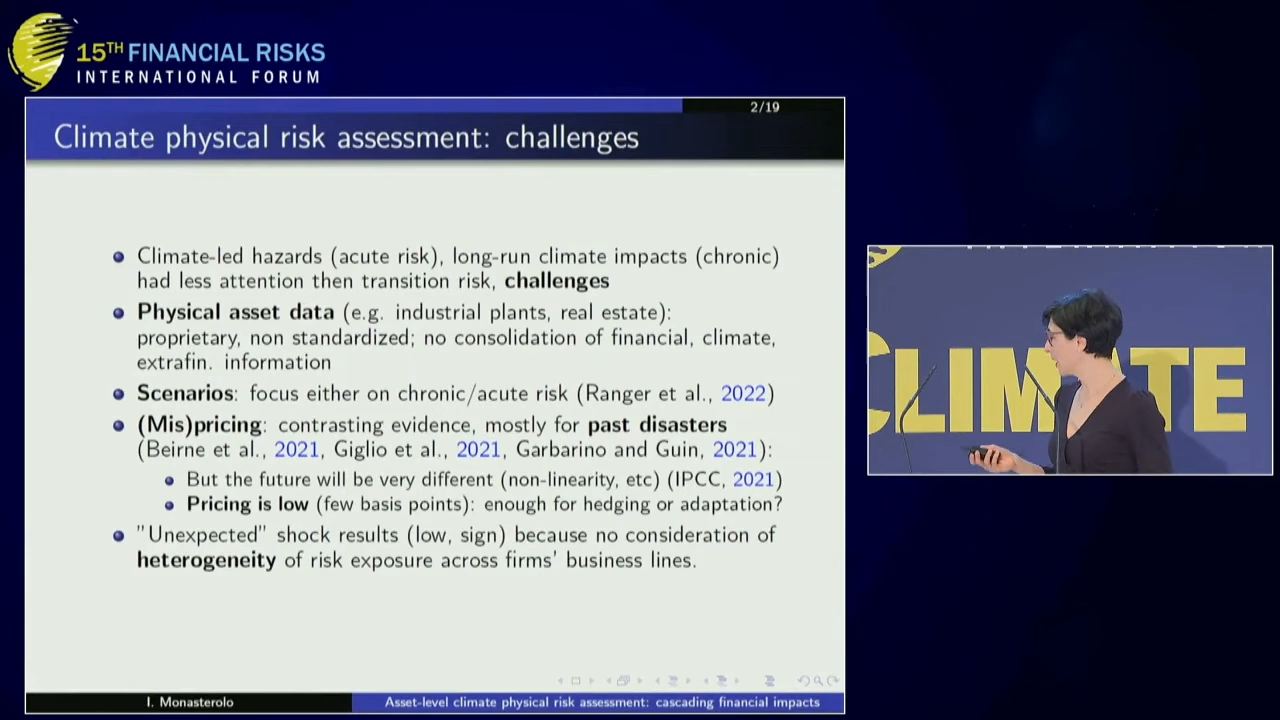 15TH FINANCIAL RISKS
INTERNATIONAL FORUM
2/19
Climate physical risk assessment: challenges
Climate-led hazards (acute risk), long-run climate impacts (chronic)
had less attention then transition risk, challenges
Physical asset data (e.g. industrial plants, real estate):
proprietary, non standardized; no consolidation of financial, climate,
extrafin. information
Scenarios: focus either on chronic/acute risk (Ranger et al., 2022)
(Mis)pricing: contrasting evidence, mostly for past disasters
(Beirne et al., 2021, Giglio et al., 2021, Garbarino and Guin, 2021):
But the future will be very different (non-linearity, etc) (IPCC, 2021)
Pricing is low (few basis points): enough for hedging or adaptation?
"Unexpected" shock results (low, sign) because no consideration of
heterogeneity of risk exposure across firms' business lines.
I. Monasterolo
Asset-level climate physical risk assessment: cascading financial impacts
CLIMATE